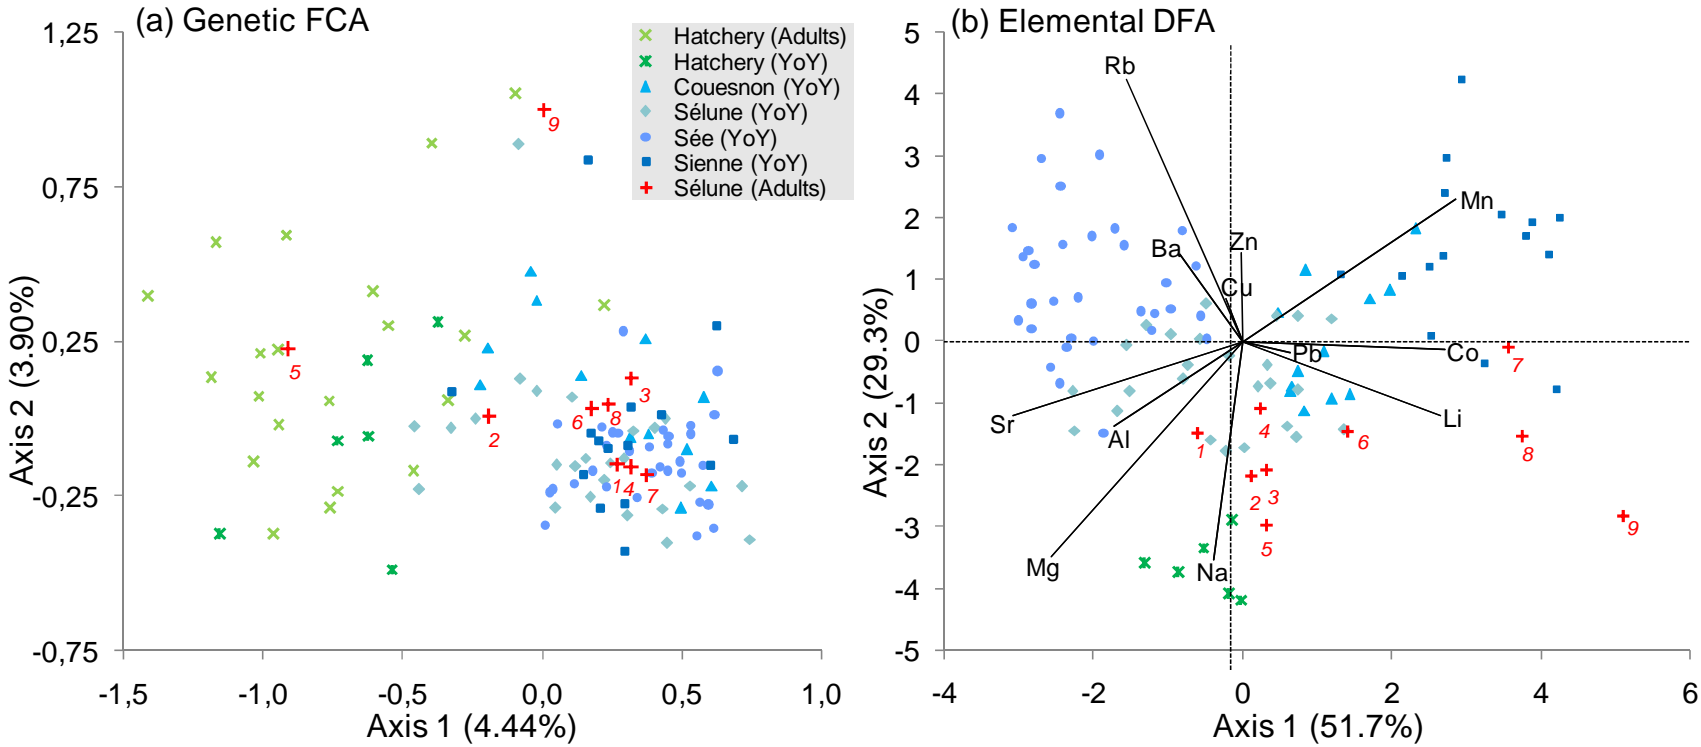 (a) Genetic FCA
Hatchery (Adults)
Hatchery (YoY)
Couesnon (YoY)
Sélune (YoY)
Sée (YoY)
Sienne (YoY)
Sélune (Adults)
Axis 2 (3.90%)
1,25
0,75
0,25
-0,25
-0,75
9
5
2
3
6
8
1
4
7
-1,5
-1,0
-0,5
0,0
0,5
1,0
Axis 1 (4.44%)
(b) Elemental DFA
Axis 2 (29.3%)
5
4
3
2
1
0
-1
-2
-3
-4
-5
Rb
Ba
Zn
Cu
Mn
Pb
Co
Li
Sr
Al
Mg
Na
7
4
1
6
8
2
3
5
9
-4
-2
0
2
4
6
Axis 1 (51.7%)